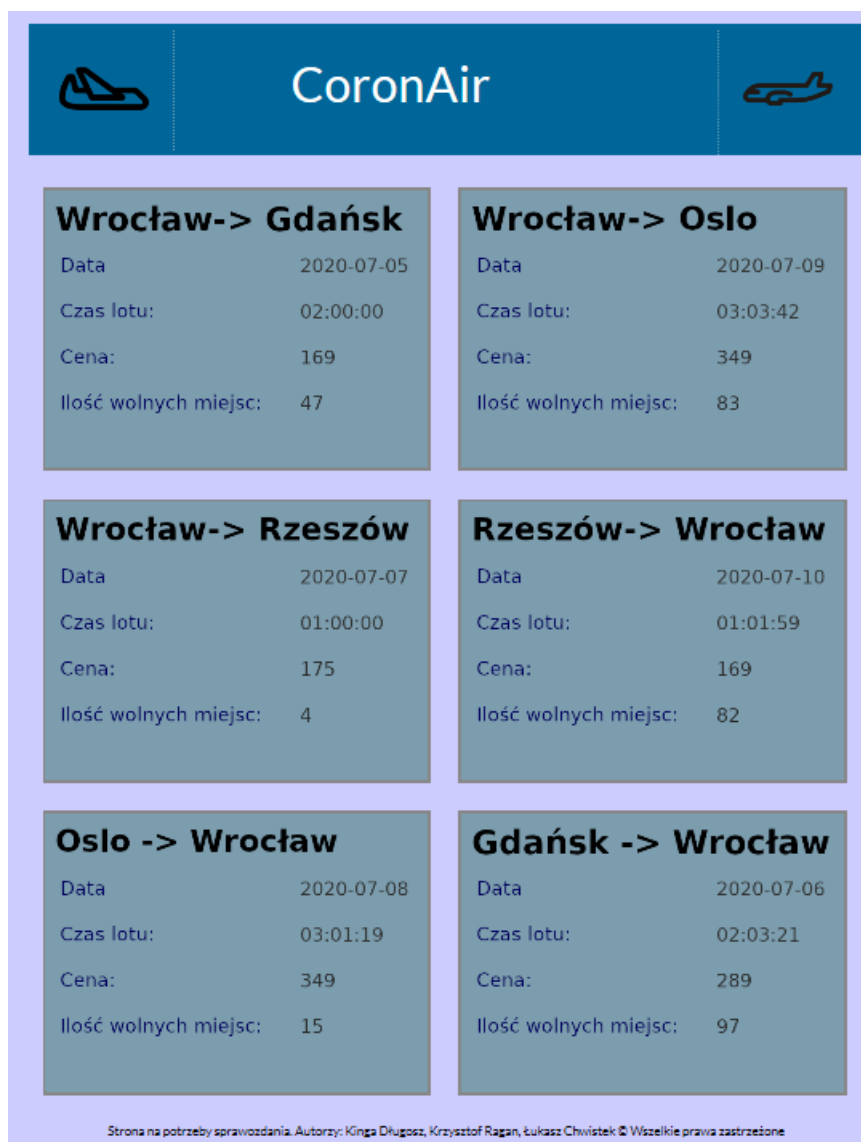 CoronAir
Wrocław-> Gdańsk
Data 2020-07-05
Czas lotu: 02:00:00
Cena: 169
Ilość wolnych miejsc: 47
Wrocław-> Oslo
Data 2020-07-09
Czas lotu: 03:03:42
Cena: 349
Ilość wolnych miejsc: 83
Wrocław-> Rzeszów
Data 2020-07-07
Czas lotu: 01:00:00
Cena: 175
Ilość wolnych miejsc: 4
Rzeszów-> Wrocław
Data 2020-07-10
Czas lotu: 01:01:59
Cena: 169
Ilość wolnych miejsc: 82
Oslo -> Wrocław
Data 2020-07-08
Czas lotu: 03:01:19
Cena: 349
Ilość wolnych miejsc: 15
Gdańsk -> Wrocław
Data 2020-07-06
Czas lotu: 02:03:21
Cena: 289
Ilość wolnych miejsc: 97
Strona na potrzeby sprawozdania. Autorzy: Kinga Długosz, Krzysztof Ragan, Łukasz Chwistek © Wszelkie prawa zastrzeżone